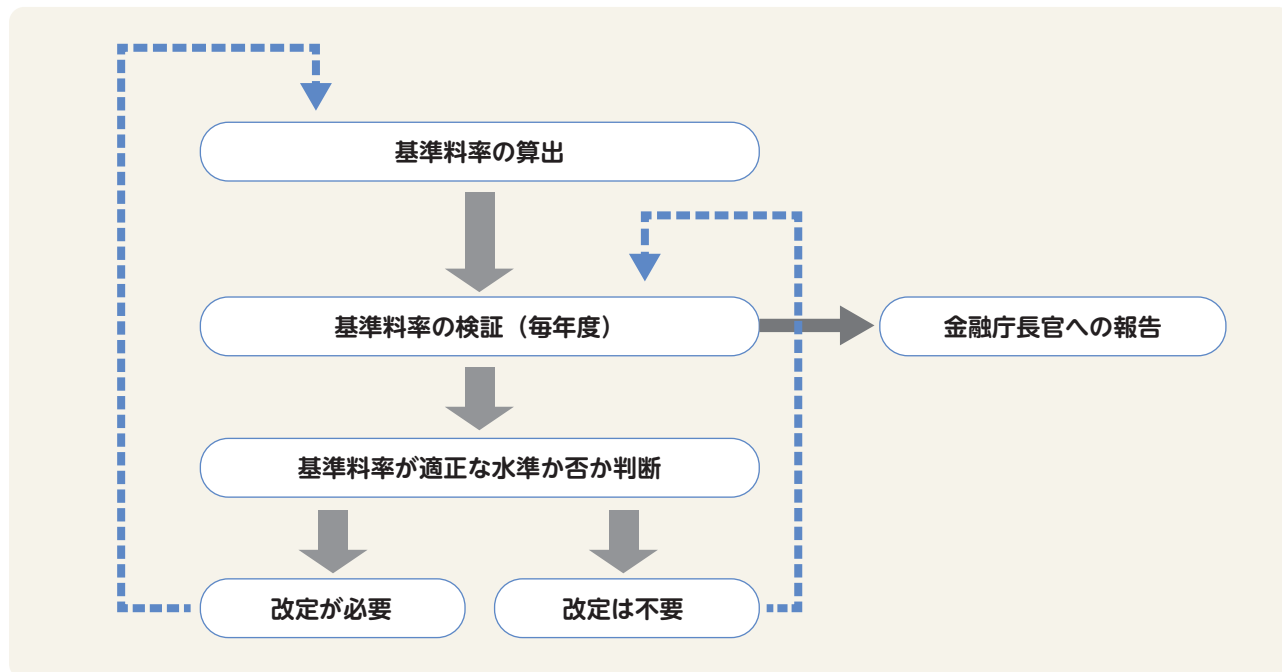 基準料率の算出
基準料率の検証（毎年度）
金融庁長官への報告
基準料率が適正な水準か否か判断
改定が必要
改定は不要